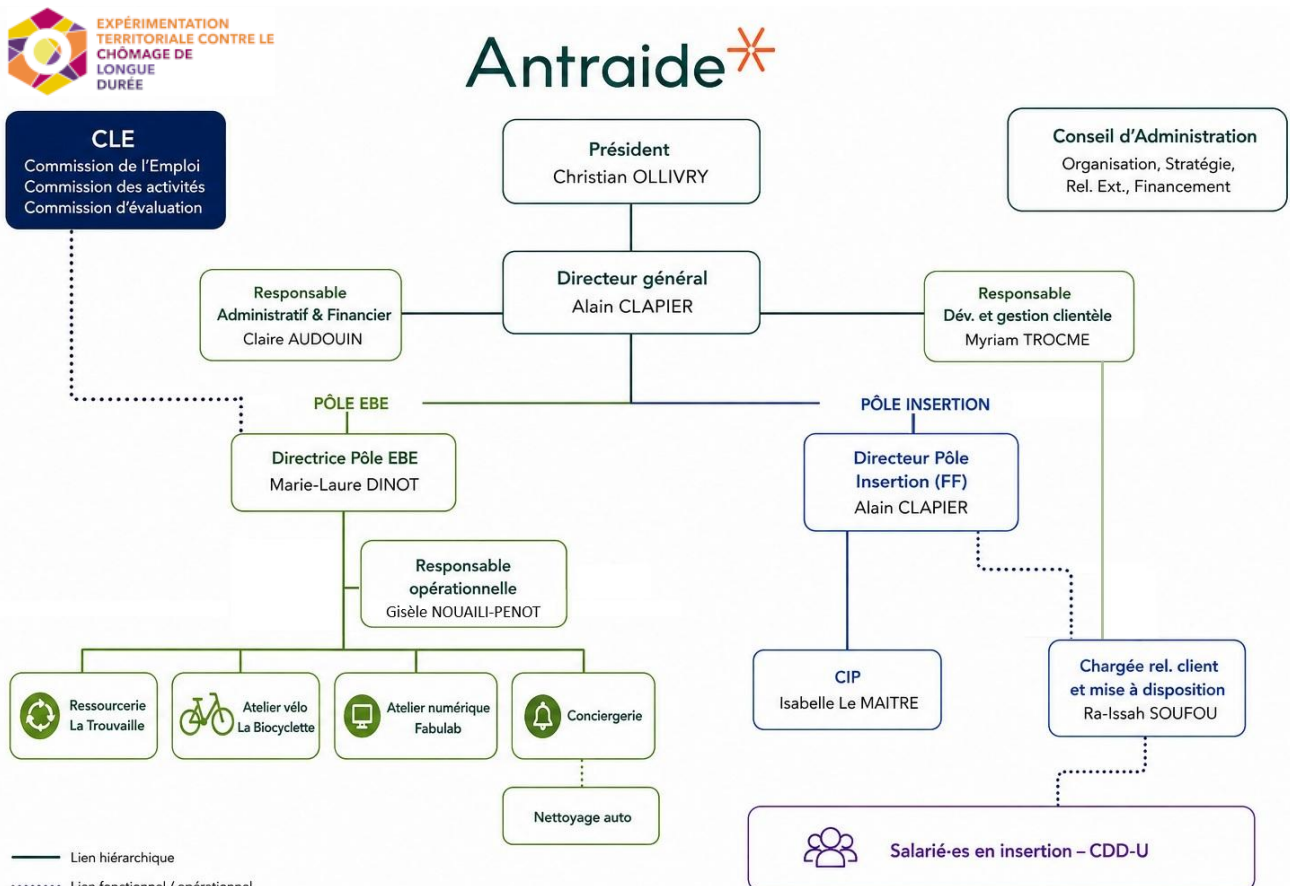 EXPÉRIMENTATION
TERRITORIALE CONTRE LE
CHÔMAGE DE
LONGUE
DURÉE
Antraide
CLE
Commission de l'Emploi
Commission des activités
Commission d'évaluation
Président
Christian OLLIVRY
Conseil d'Administration
Organisation, Stratégie,
Rel. Ext., Financement
Directeur général
Alain CLAPIER
Responsable
Administratif & Financier
Claire AUDOUIN
Responsable
Dév. et gestion clientèle
Myriam TROCME
PÔLE EBE
PÔLE INSERTION
Directrice Pôle EBE
Marie-Laure DINOT
Directeur Pôle
Insertion (FF)
Alain CLAPIER
Responsable
opérationnelle
Gisèle NOUAILI-PENOT
Ressourcerie
La Trouvaille
Atelier vélo
La Biocyclette
Atelier numérique
Fabulab
Conciergerie
CIP
Isabelle Le MAITRE
Chargée rel. client
et mise à disposition
Ra-Issah SOUFOU
Nettoyage auto
Salarié·es en insertion – CDD-U
Lien hiérarchique
Lien fonctionnel / opérationnel